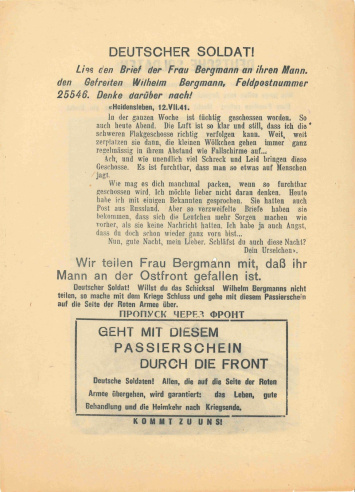 DEUTSCHER SOLDAT!
Lies den Brief der Frau Bergmann an ihren Mann.
den Gefreiten Wilhelm Bergmann, Feldpostnummer
25546. Denke darüber nach!
«Heidensleben, 12.VII.41.
In der ganzen Woche ist tüchtig geschossen worden. So
auch heute Abend. Die Luft ist so klar und still, dass ich die
schweren Flakgeschosse richtig verfolgen kann. Weit, weit
zerplatzen sie dann, die kleinen Wölkchen gehen immer ganz
regelmässig in ihrem Abstand wie Fallschirme auf...
Ach, und wie unendlich viel Schreck und Leid bringen diese
Geschosse. Es ist furchtbar, dass man so etwas auf Menschen
jagt.
Wie mag es dich manchmal packen, wenn so furchtbar
geschossen wird. Ich möchte lieber nicht daran denken. Heute
habe ich mit einigen Bekannten gesprochen. Sie hatten auch
Post aus Russland. Aber so verzweifelte Briefe haben sie
bekommen, dass sich die Leutchen mehr Sorgen machen wie
vorher, als sie keine Nachricht hatten. Ich habe ja auch Angst,
dass du doch schon wieder ganz vorn bist...
Nun, gute Nacht, mein Lieber. Schläfst du auch diese Nacht?
Dein Urselchen».
Wir teilen Frau Bergmann mit, daß ihr
Mann an der Ostfront gefallen ist.
Deutscher Soldat! Willst du das Schicksal Wilhelm Bergmanns nicht
teilen, so mache mit dem Kriege Schluss und gehe mit diesem Passierschein
auf die Seite der Roten Armee über.
ПРОПУСК ЧЕРЕЗ ФРОНТ
GEHT MIT DIESEM
PASSIERSCHEIN
DURCH DIE FRONT
Deutsche Soldaten! Allen, die auf die Seite der Roten
Armee übergehen, wird garantiert: das Leben, gute
Behandlung und die Heimkehr nach Kriegsende.
KOMMT ZU UNS!